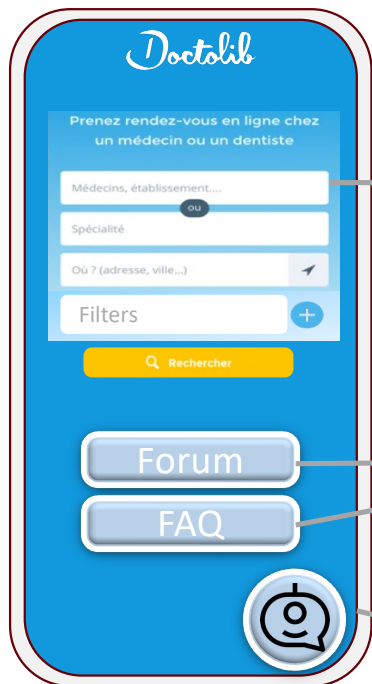 Doctolib
Prenez rendez-vous en ligne chez
un médecin ou un dentiste
Médecins, établissement....
ou
Spécialité
Où ? (adresse, ville...)
Filters
Rechercher
Forum
FAQ